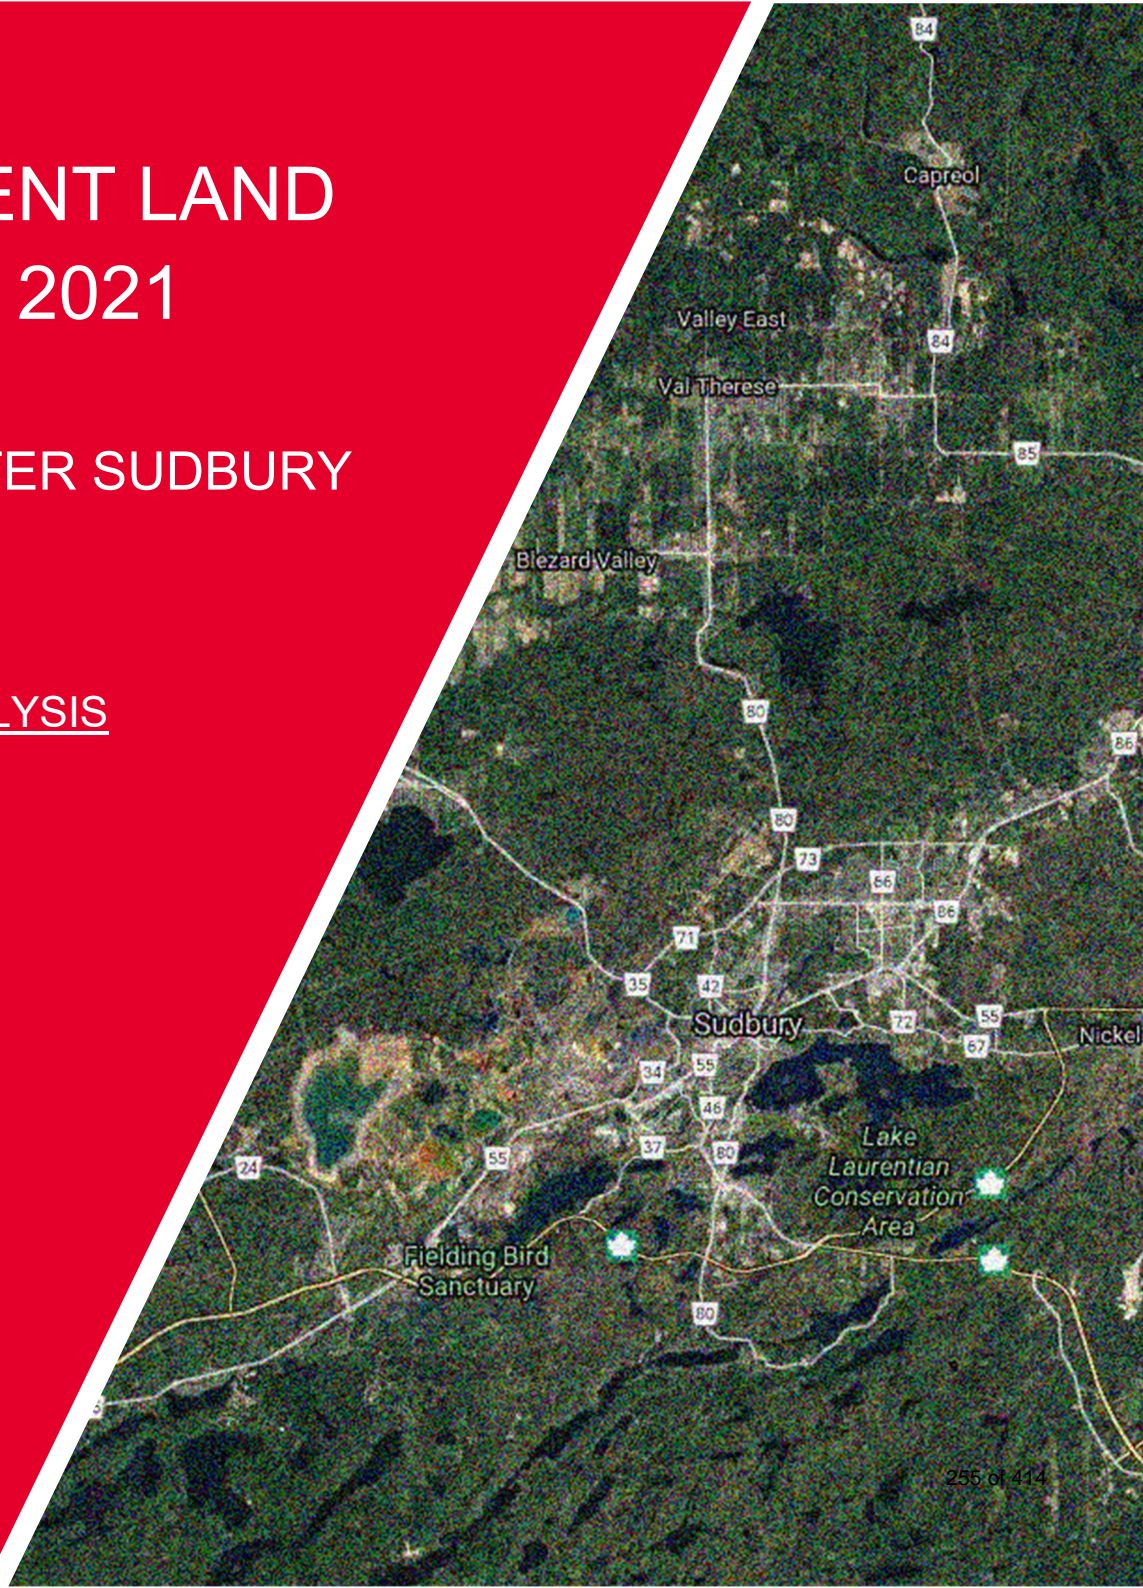 ENT LAND
2021
TER SUDBURY
LYSIS
84
Capreol
Valley East
84
Val Therese
85
Blezard Valley
80
86
80
73
66
86
71
35
42
Sudbury
72
55
67
Nickel
34
55
46
37
80
55
24
Lake
Laurentian
Conservation
Area
Fielding Bird
Sanctuary
80
255 of 414